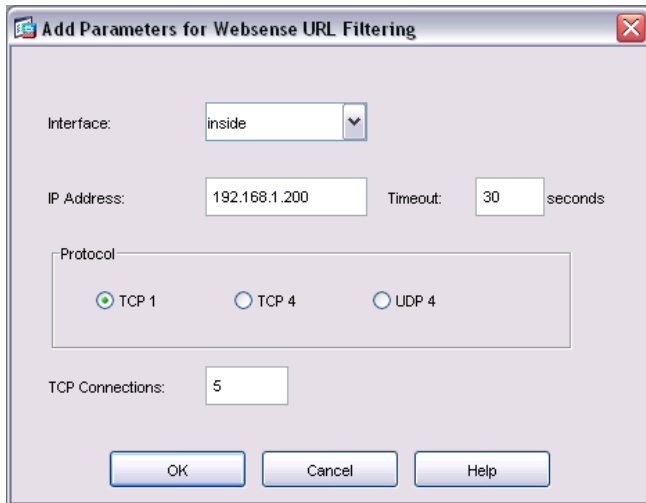 Add Parameters for Websense URL Filtering
Interface: inside
IP Address: 192.168.1.200 Timeout: 30 seconds
Protocol
TCP 1 TCP 4 UDP 4
TCP Connections: 5
OK Cancel Help